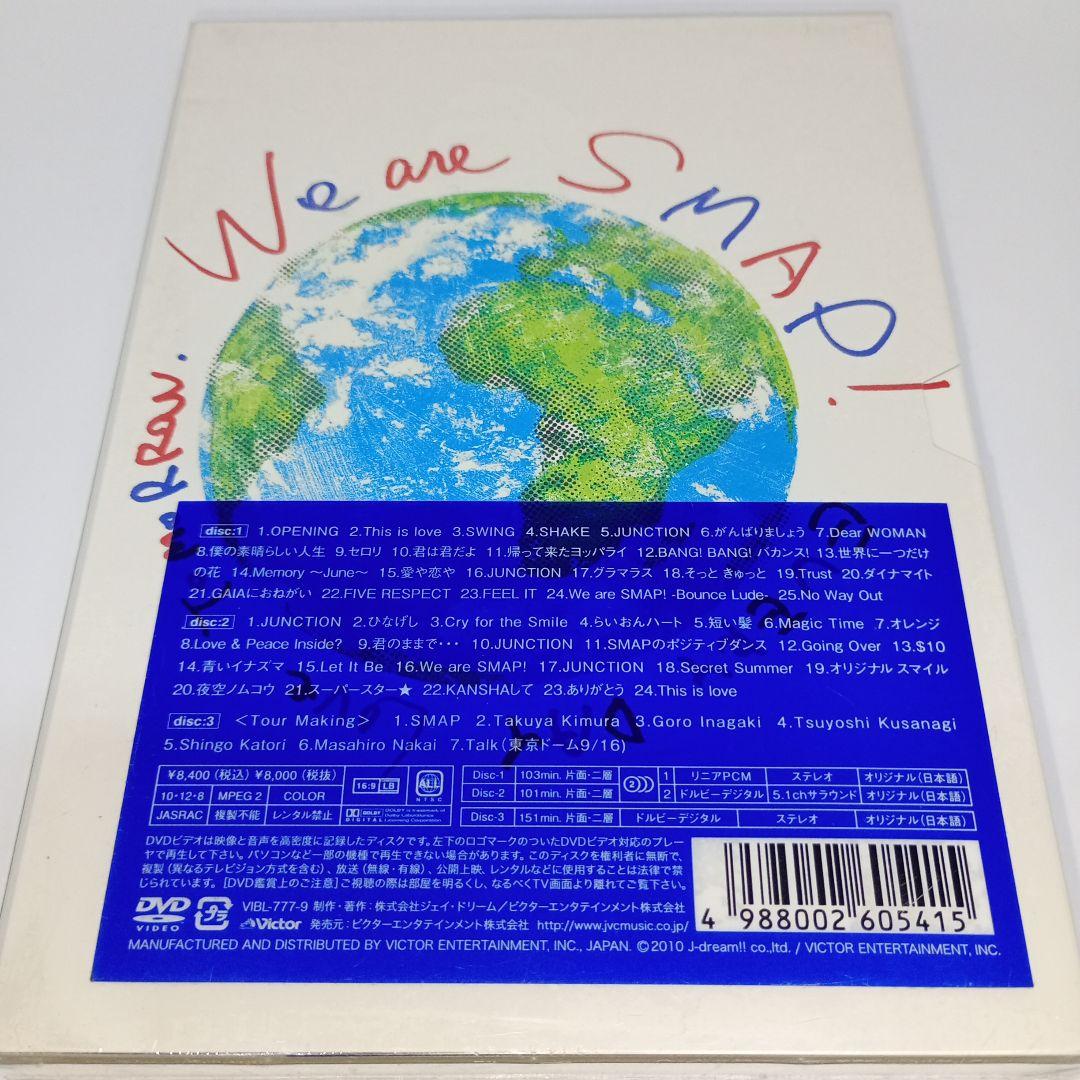 We are SMAP!
RROW.
disc:1 1.OPENING 2.This is love 3.SWING 4.SHAKE 5.JUNCTION 6.がんばりましょう 7.Dear WOMAN
8.僕の素晴らしい人生 9.セロリ 10.君は君だよ 11.帰って来たヨッパライ 12.BANG! BANG! バカンス! 13.世界に一つだけ
の花 14.Memory ～June～ 15.愛や恋や 16.JUNCTION 17.グラマラス 18.そっと きゅっと 19.Trust 20.ダイナマイト
21.GAIAにおねがい 22.FIVE RESPECT 23.FEEL IT 24.We are SMAP! -Bounce Lude- 25.No Way Out
disc:2 1.JUNCTION 2.ひなげし 3.Cry for the Smile 4.らいおんハート 5.短い髪 6.Magic Time 7.オレンジ
8.Love & Peace Inside? 9.君のままで･･･ 10.JUNCTION 11.SMAPのポジティブダンス 12.Going Over 13.$10
14.青いイナズマ 15.Let It Be 16.We are SMAP! 17.JUNCTION 18.Secret Summer 19.オリジナル スマイル
20.夜空ノムコウ 21.スーパースター★ 22.KANSHAして 23.ありがとう 24.This is love
disc:3 <Tour Making> 1.SMAP 2.Takuya Kimura 3.Goro Inagaki 4.Tsuyoshi Kusanagi
5.Shingo Katori 6.Masahiro Nakai 7.Talk(東京ドーム9/16)
¥8,400(税込) ¥8,000(税抜)
10･12･8 MPEG 2 COLOR
JASRAC 複製不能 レンタル禁止
16:9 LB
ALL
NTSC
DOLBY DIGITAL
Disc-1 103min. 片面・二層
Disc-2 101min. 片面・二層
2)))
1 リニアPCM ステレオ オリジナル(日本語)
2 ドルビーデジタル 5.1chサラウンド オリジナル(日本語)
Disc-3 151min. 片面・二層 ドルビーデジタル ステレオ オリジナル(日本語)
DVDビデオは映像と音声を高密度に記録したディスクです。左下のロゴマークのついたDVDビデオ対応のプレー
ヤで再生して下さい。パソコンなど一部の機種で再生できない場合があります。このディスクを権利者に無断で、
複製(異なるテレビジョン方式を含む)、放送(無線・有線)、公開上映、レンタルなどに使用することは法律で禁
じられています。[DVD鑑賞上のご注意]ご視聴の際は部屋を明るくし、なるべくTV画面より離れてご覧下さい。
DVD VIDEO プラ VIBL-777-9 制作・著作:株式会社ジェイ・ドリーム/ビクターエンタテインメント株式会社
Victor 発売元:ビクターエンタテインメント株式会社 http://www.jvcmusic.co.jp/
4 988002 605415
MANUFACTURED AND DISTRIBUTED BY VICTOR ENTERTAINMENT, INC., JAPAN. ©2010 J-dream!! co.,ltd. / VICTOR ENTERTAINMENT, INC.